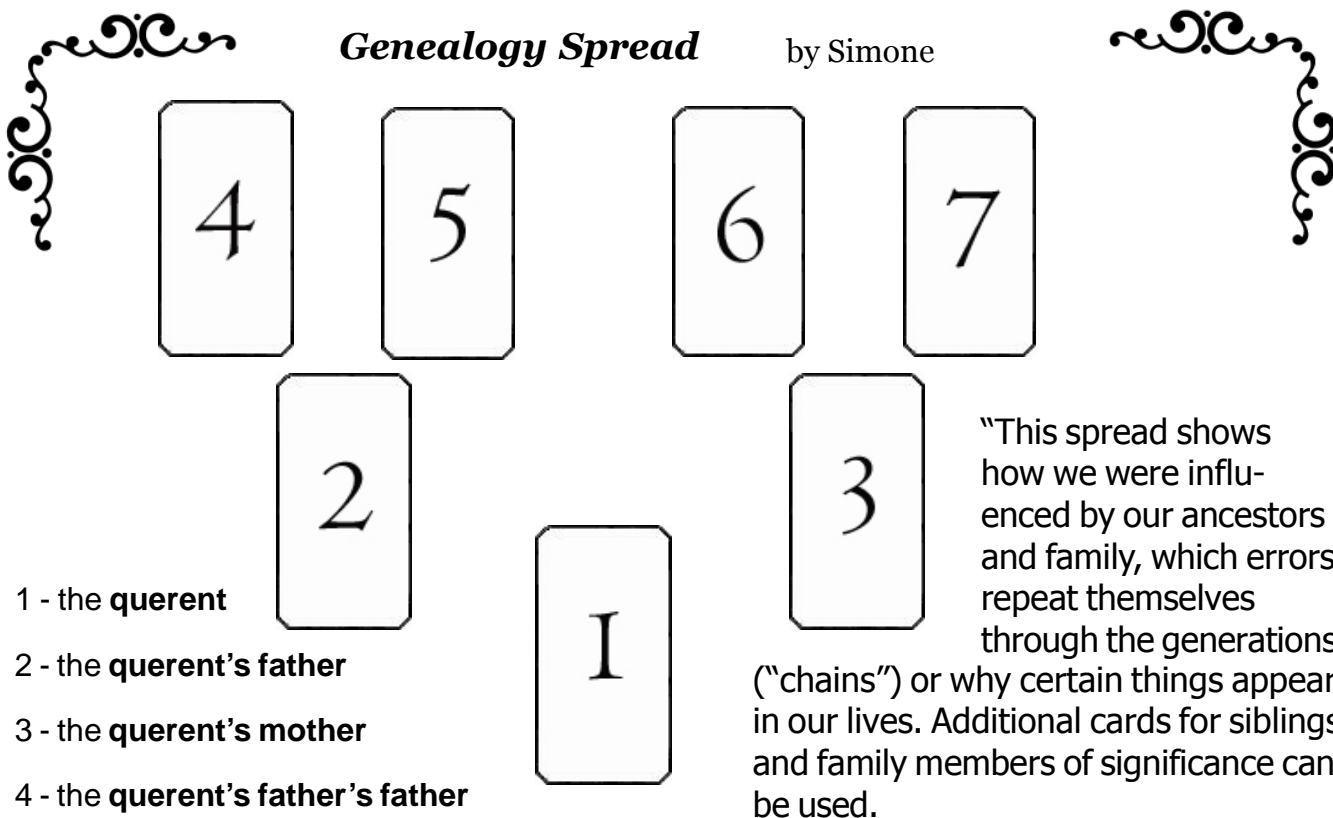 Genealogy Spread by Simone
4 5 6 7
2 3
1
1 - the querent
2 - the querent’s father
3 - the querent’s mother
4 - the querent’s father’s father
“This spread shows
how we were influ-
enced by our ancestors
and family, which errors
repeat themselves
through the generations
(“chains”) or why certain things appear
in our lives. Additional cards for siblings
and family members of significance can
be used.